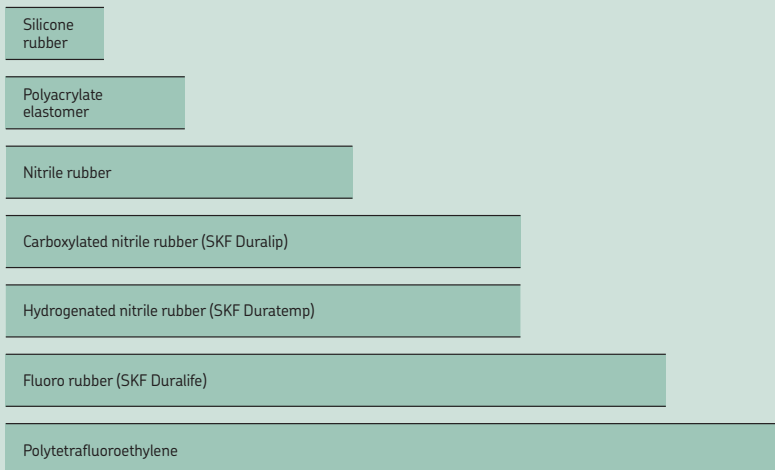 Silicone
rubber
Polyacrylate
elastomer
Nitrile rubber
Carboxylated nitrile rubber (SKF Duralip)
Hydrogenated nitrile rubber (SKF Duratemp)
Fluoro rubber (SKF Duralife)
Polytetrafluoroethylene